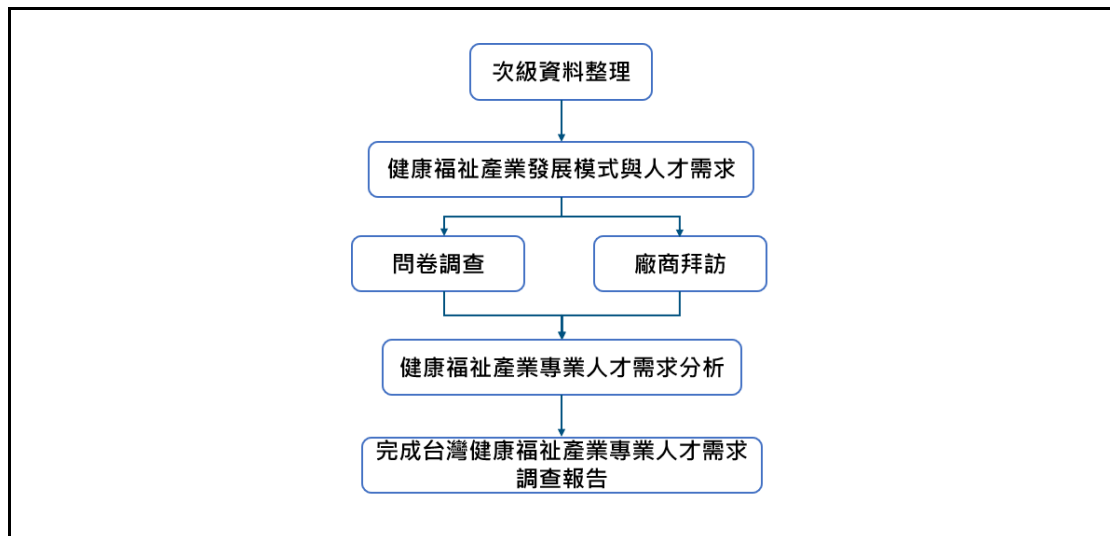 次級資料整理
健康福祉產業發展模式與人才需求
問卷調查
廠商拜訪
健康福祉產業專業人才需求分析
完成台灣健康福祉產業專業人才需求
調查報告